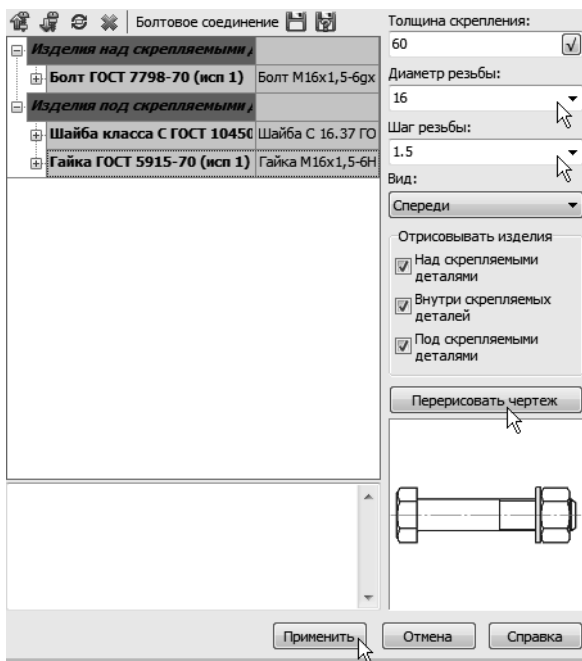 Болтовое соединение
Изделия над скрепляемыми
Болт ГОСТ 7798-70 (исп 1) Болт М16x1,5-6gx
Изделия под скрепляемыми
Шайба класса С ГОСТ 10450 Шайба С 16.37 ГО
Гайка ГОСТ 5915-70 (исп 1) Гайка М16x1,5-6Н
Толщина скрепления:
60
Диаметр резьбы:
16
Шаг резьбы:
1.5
Вид:
Спереди
Отрисовывать изделия
Над скрепляемыми
деталями
Внутри скрепляемых
деталей
Под скрепляемыми
деталями
Перерисовать чертеж
Применить Отмена Справка